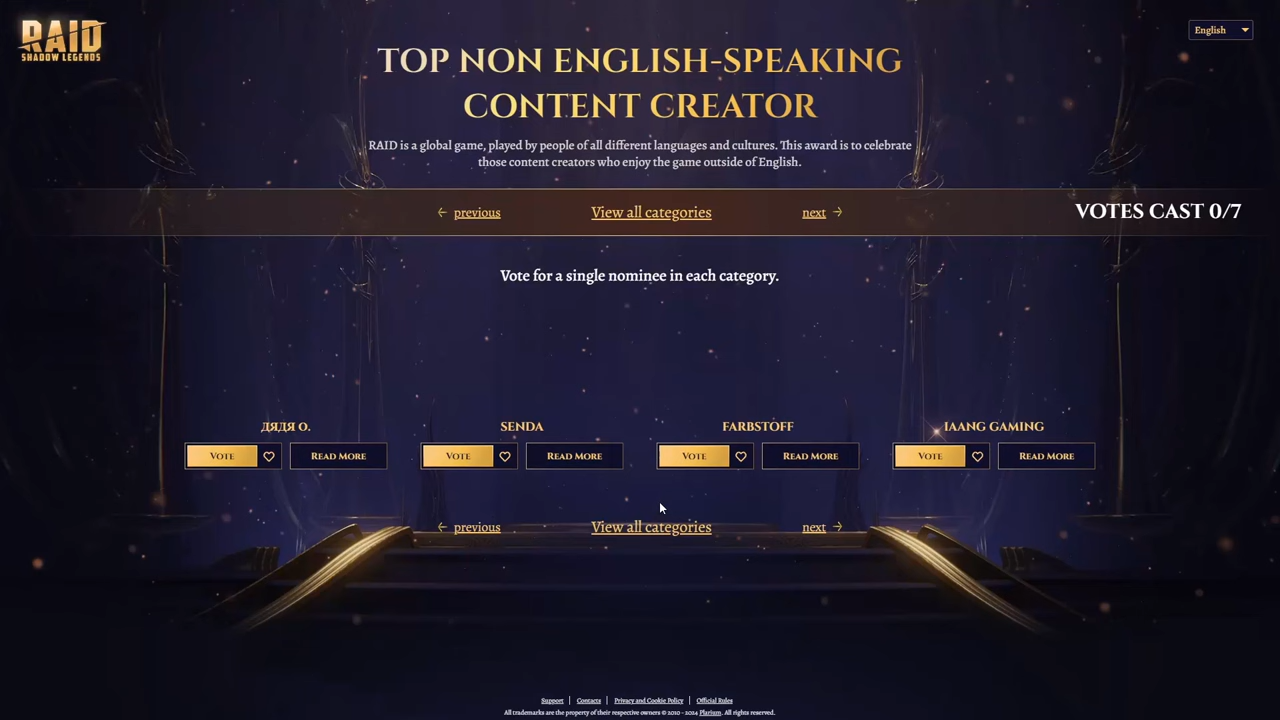 RAID
SHADOW LEGENDS
English
TOP NON ENGLISH-SPEAKING
CONTENT CREATOR
RAID is a global game, played by people of all different languages and cultures. This award is to celebrate
those content creators who enjoy the game outside of English.
← previous View all categories next →
VOTES CAST 0/7
Vote for a single nominee in each category.
ДЯДЯ О. SENDA FARBSTOFF IAANG GAMING
VOTE READ MORE VOTE READ MORE VOTE READ MORE VOTE READ MORE
← previous View all categories next →
Support | Contacts | Privacy and Cookie Policy | Official Rules
All trademarks are the property of their respective owners © 2010 - 2024 Plarium. All rights reserved.